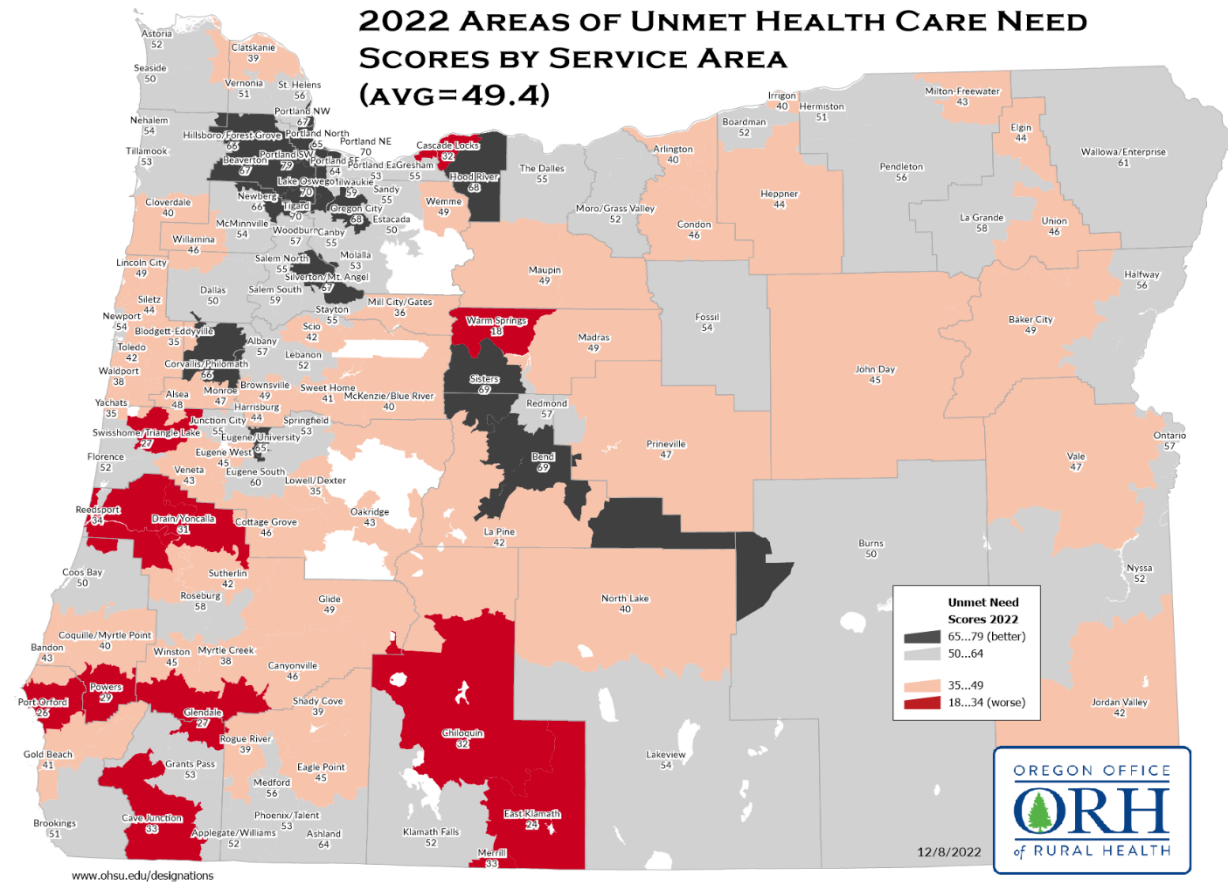 2022 Areas of Unmet Health Care Need
Scores by Service Area
(avg=49.4)
Astoria
52
Clatskanie
39
Seaside
50
Vernonia
51
St. Helens
56
Portland NW
67
Nehalem
54
Hillsboro/Forest Grove
66
Portland North
65
Portland NE
70
Tillamook
53
Beaverton
67
Portland SW
79
Portland SE
64
Portland Ea
53
Gresham
55
Cascade Locks
32
Hood River
68
The Dalles
55
Lake Oswego
70
Milwaukie
59
Sandy
55
Newberg
66
Tigard
70
Oregon City
68
Estacada
50
Wemme
49
Moro/Grass Valley
52
Arlington
40
Irrigon
40
Boardman
52
Hermiston
51
Milton-Freewater
43
Elgin
44
Wallowa/Enterprise
61
Pendleton
56
Heppner
44
Condon
46
La Grande
58
Union
46
Cloverdale
40
McMinnville
54
Woodburn
57
Canby
55
Willamina
46
Molalla
53
Lincoln City
49
Salem North
55
Silverton/Mt. Angel
67
Dallas
50
Salem South
59
Maupin
49
Halfway
56
Siletz
44
Stayton
55
Mill City/Gates
36
Newport
54
Blodgett-Eddyville
35
Scio
42
Warm Springs
18
Fossil
54
Baker City
49
Toledo
42
Albany
57
Lebanon
52
Madras
49
Corvallis/Philomath
66
Waldport
38
Sisters
69
John Day
45
Alsea
48
Monroe
47
Brownsville
49
Sweet Home
41
McKenzie/Blue River
40
Yachats
35
Harrisburg
44
Redmond
57
Junction City
55
Springfield
53
Swisshome/Triangle Lake
27
Eugene/University
65
Prineville
47
Ontario
57
Florence
52
Eugene West
45
Bend
69
Vale
47
Veneta
43
Eugene South
60
Lowell/Dexter
35
Reedsport
34
Drain/Yoncalla
31
Cottage Grove
46
Oakridge
43
La Pine
42
Burns
50
Coos Bay
50
Sutherlin
42
Nyssa
52
Roseburg
58
Glide
49
North Lake
40
Coquille/Myrtle Point
40
Bandon
43
Winston
45
Myrtle Creek
38
Canyonville
46
Powers
29
Port Orford
26
Glendale
27
Shady Cove
39
Jordan Valley
42
Chiloquin
32
Rogue River
39
Gold Beach
41
Grants Pass
53
Eagle Point
45
Lakeview
54
Medford
56
Brookings
51
Cave Junction
33
Phoenix/Talent
53
Applegate/Williams
52
Ashland
64
Klamath Falls
52
East Klamath
24
Merrill
33
Unmet Need
Scores 2022
65...79 (better)
50...64
35...49
18...34 (worse)
12/8/2022
OREGON OFFICE
ORH
of RURAL HEALTH
www.ohsu.edu/designations